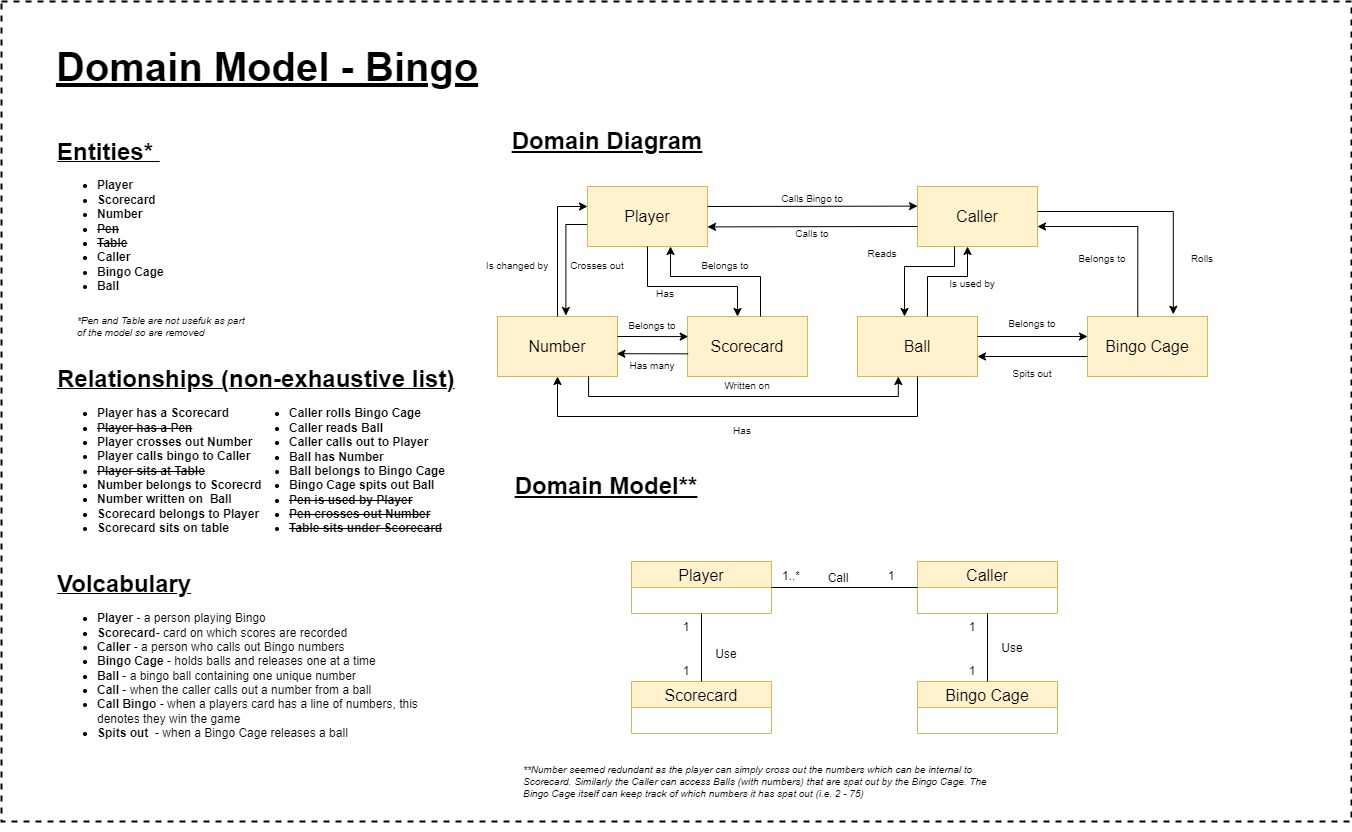 Domain Model - Bingo
Entities*
Player
Scorecard
Number
Pen
Table
Caller
Bingo Cage
Ball
*Pen and Table are not usefuk as part
of the model so are removed
Relationships (non-exhaustive list)
Player has a Scorecard
Player has a Pen
Player crosses out Number
Player calls bingo to Caller
Player sits at Table
Number belongs to Scorecrd
Number written on  Ball
Scorecard belongs to Player
Scorecard sits on table
Caller rolls Bingo Cage
Caller reads Ball
Caller calls out to Player
Ball has Number
Ball belongs to Bingo Cage
Bingo Cage spits out Ball
Pen is used by Player
Pen crosses out Number
Table sits under Scorecard
Volcabulary
Player - a person playing Bingo
Scorecard- card on which scores are recorded
Caller - a person who calls out Bingo numbers
Bingo Cage - holds balls and releases one at a time
Ball - a bingo ball containing one unique number
Call - when the caller calls out a number from a ball
Call Bingo - when a players card has a line of numbers, this
denotes they win the game
Spits out  - when a Bingo Cage releases a ball
Domain Diagram
Player
Calls Bingo to
Calls to
Caller
Is changed by
Crosses out
Belongs to
Has
Reads
Is used by
Belongs to
Rolls
Number
Belongs to
Has many
Scorecard
Ball
Belongs to
Spits out
Bingo Cage
Written on
Has
Domain Model**
Player
1..*
Call
1
Caller
1
Use
1
1
Use
1
Scorecard
Bingo Cage
**Number seemed redundant as the player can simply cross out the numbers which can be internal to
Scorecard. Similarly the Caller can access Balls (with numbers) that are spat out by the Bingo Cage. The
Bingo Cage itself can keep track of which numbers it has spat out (i.e. 2 - 75)